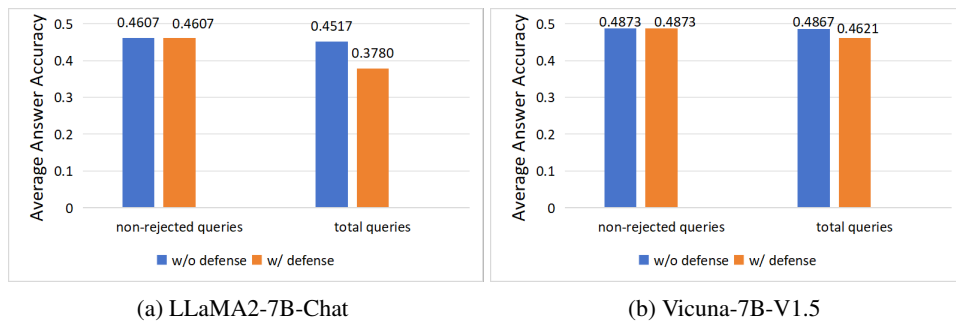 Average Answer Accuracy
0.5
0.4
0.3
0.2
0.1
0
0.4607 0.4607
0.4517
0.3780
non-rejected queries
total queries
w/o defense w/ defense
(a) LLaMA2-7B-Chat
Average Answer Accuracy
0.5
0.4
0.3
0.2
0.1
0
0.4873 0.4873
0.4867
0.4621
non-rejected queries
total queries
w/o defense w/ defense
(b) Vicuna-7B-V1.5